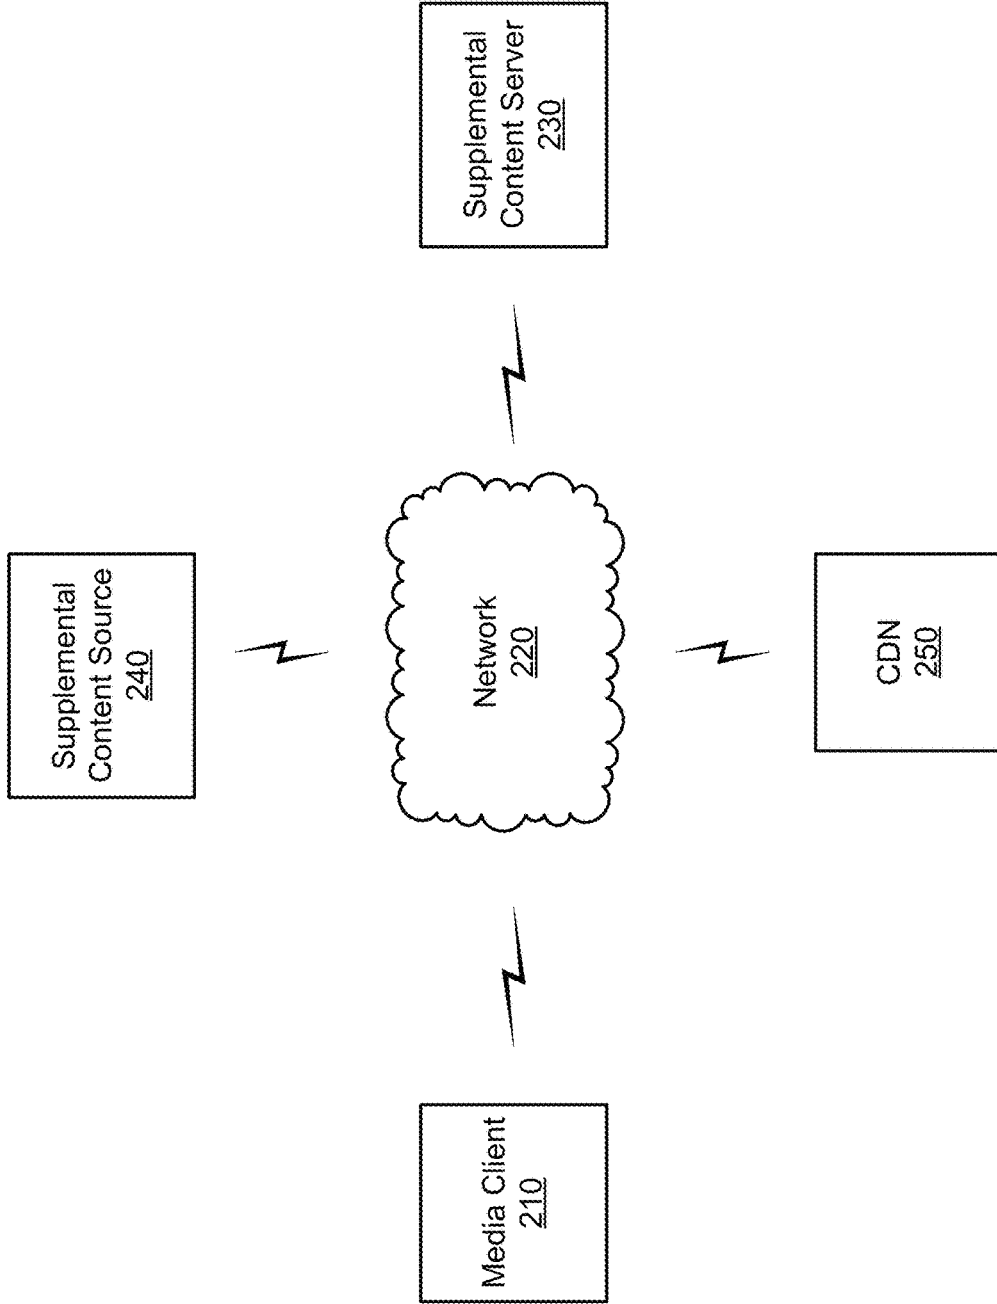 Supplemental
Content Source
240
Media Client
210
Network
220
Supplemental
Content Server
230
CDN
250